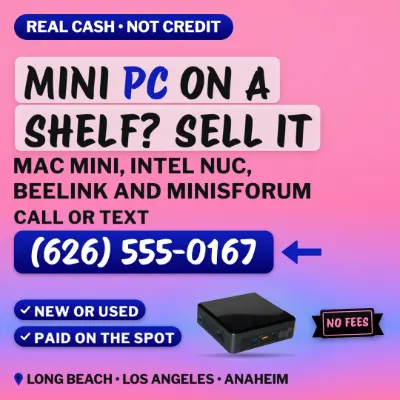 REAL CASH • NOT CREDIT
MINI PC ON A
SHELF? SELL IT
MAC MINI, INTEL NUC,
BEELINK AND MINISFORUM
CALL OR TEXT
(626) 555-0167
NEW OR USED
PAID ON THE SPOT
NO FEES
LONG BEACH • LOS ANGELES • ANAHEIM